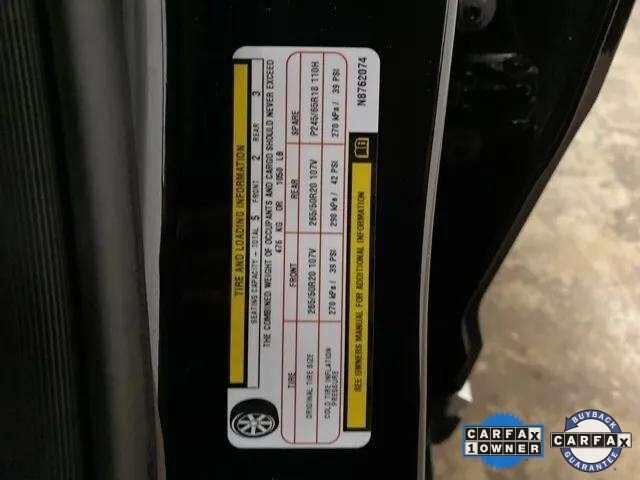 TIRE AND LOADING INFORMATION
SEATING CAPACITY - TOTAL 5 FRONT 2 REAR 3
THE COMBINED WEIGHT OF OCCUPANTS AND CARGO SHOULD NEVER EXCEED
476 KG OR 1050 LB
TIRE FRONT REAR SPARE
ORIGINAL TIRE SIZE 265/50R20 107V 265/50R20 107V P245/65R18 110H
COLD TIRE INFLATION PRESSURE 270 kPa / 39 PSI 290 kPa / 42 PSI 270 kPa / 39 PSI
SEE OWNERS MANUAL FOR ADDITIONAL INFORMATION
N8762074
CARFAX
1 OWNER
BUYBACK
CARFAX
GUARANTEE